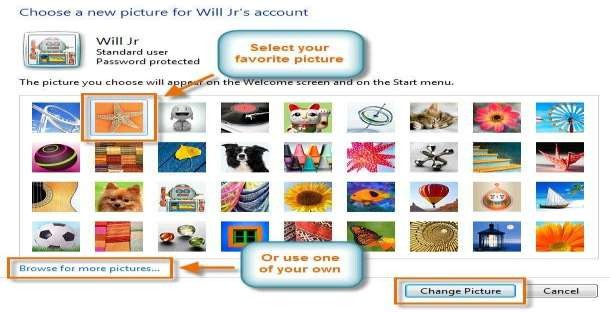 Choose a new picture for Will Jr's account
Will Jr
Standard user
Password protected
Select your
favorite picture
The picture you choose will appear on the Welcome screen and on the Start menu.
Browse for more pictures...
Or use one
of your own
Change Picture
Cancel